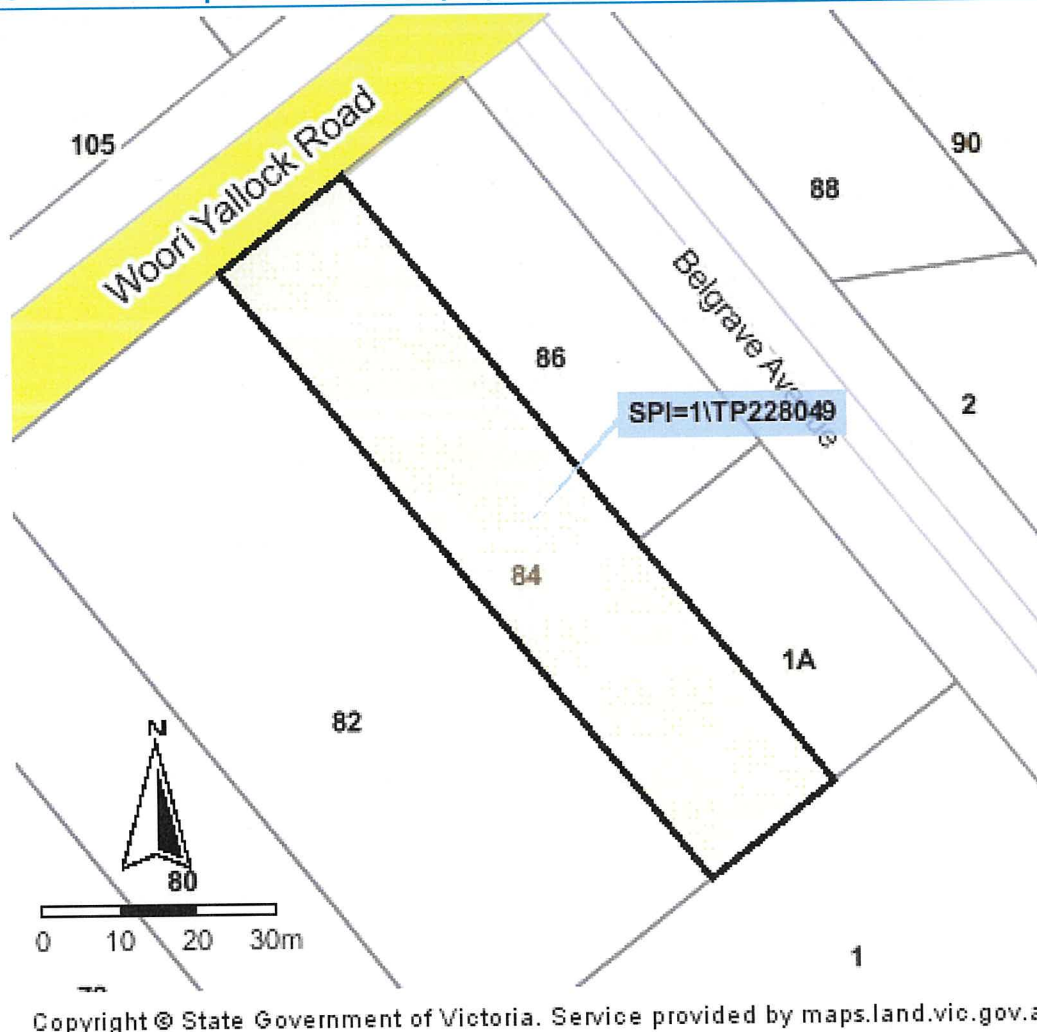 105
Woori Yallock Road
90
88
Belgrave Avenue
86
2
SPI=1\TP228049
84
1A
82
N
80
0 10 20 30m
1
Copyright © State Government of Victoria. Service provided by maps.land.vic.gov.a